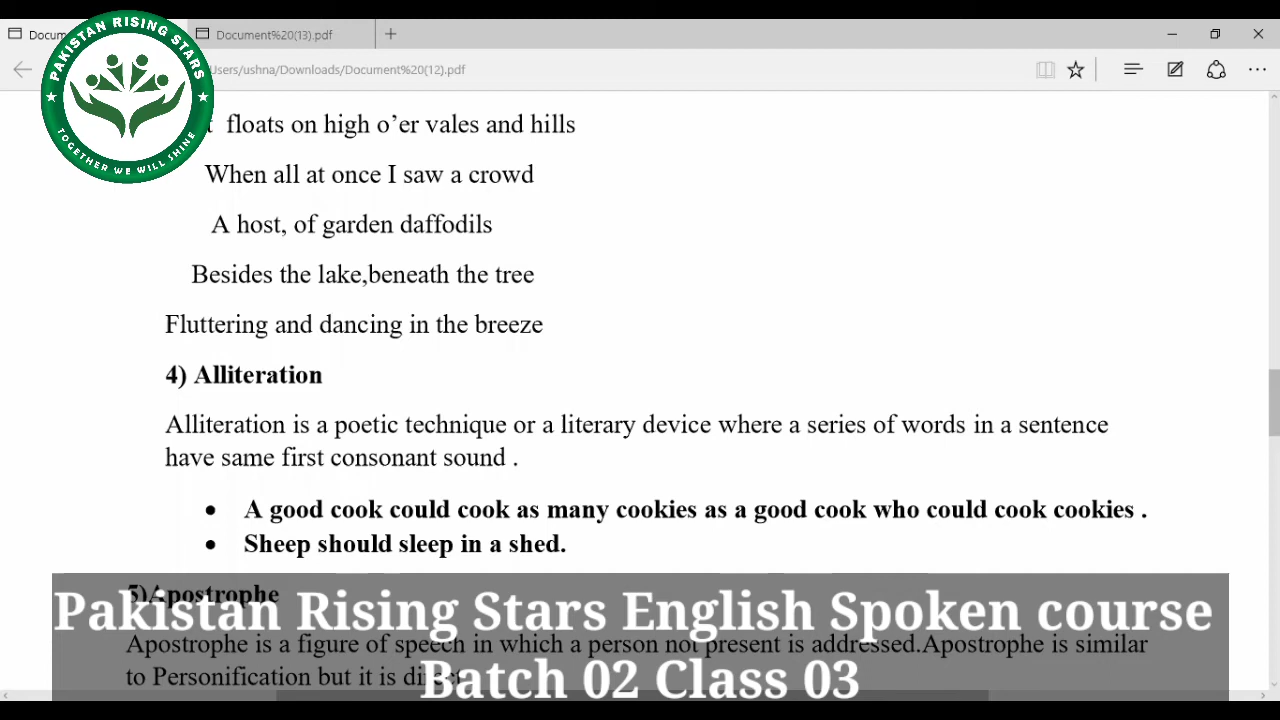 PAKISTAN RISING STARS
TOGETHER WE WILL SHINE
Document%20(13).pdf
Users/ushna/Downloads/Document%20(12).pdf
floats on high o’er vales and hills
When all at once I saw a crowd
A host, of garden daffodils
Besides the lake,beneath the tree
Fluttering and dancing in the breeze
4) Alliteration
Alliteration is a poetic technique or a literary device where a series of words in a sentence
have same first consonant sound .
• A good cook could cook as many cookies as a good cook who could cook cookies .
• Sheep should sleep in a shed.
5)Apostrophe
Apostrophe is a figure of speech in which a person not present is addressed.Apostrophe is similar
to Personification but it is
Pakistan Rising Stars English Spoken course
Batch 02 Class 03